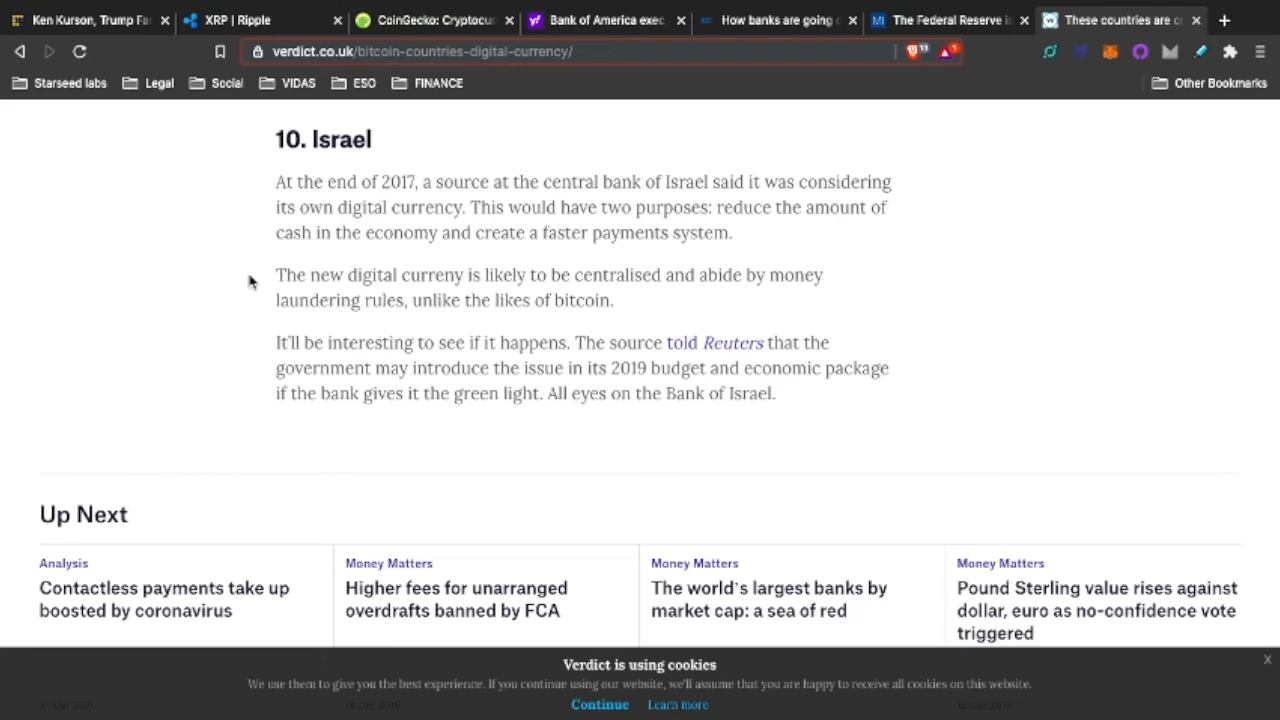 Ken Kurson, Trump Fa
XRP | Ripple
CoinGecko: Cryptocur
Bank of America exec
How banks are going
The Federal Reserve is
These countries are c
verdict.co.uk/bitcoin-countries-digital-currency/
13
1
Starseed labs
Legal
Social
VIDAS
ESO
FINANCE
Other Bookmarks
10. Israel
At the end of 2017, a source at the central bank of Israel said it was considering
its own digital currency. This would have two purposes: reduce the amount of
cash in the economy and create a faster payments system.
The new digital curreny is likely to be centralised and abide by money
laundering rules, unlike the likes of bitcoin.
It'll be interesting to see if it happens. The source told Reuters that the
government may introduce the issue in its 2019 budget and economic package
if the bank gives it the green light. All eyes on the Bank of Israel.
Up Next
Analysis
Contactless payments take up
boosted by coronavirus
Money Matters
Higher fees for unarranged
overdrafts banned by FCA
Money Matters
The world's largest banks by
market cap: a sea of red
Money Matters
Pound Sterling value rises against
dollar, euro as no-confidence vote
triggered
Verdict is using cookies
X
We use them to give you the best experience. If you continue using our website, we'll assume that you are happy to receive all cookies on this website.
Continue
Learn more